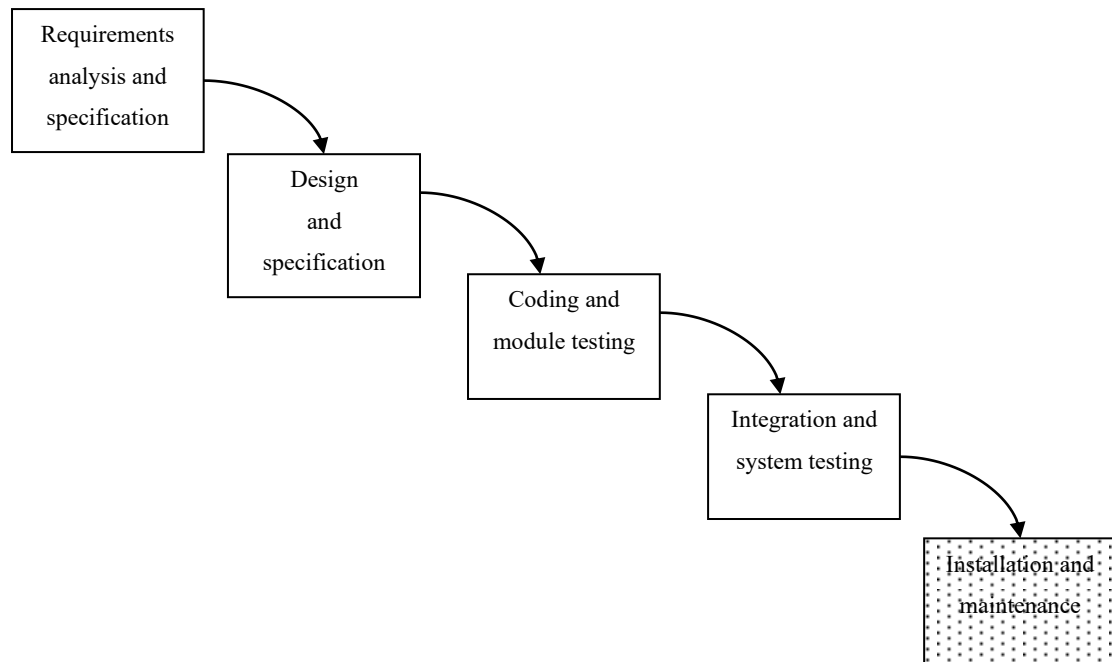 Requirements
analysis and
specification
Design
and
specification
Coding and
module testing
Integration and
system testing
Installation and
maintenance